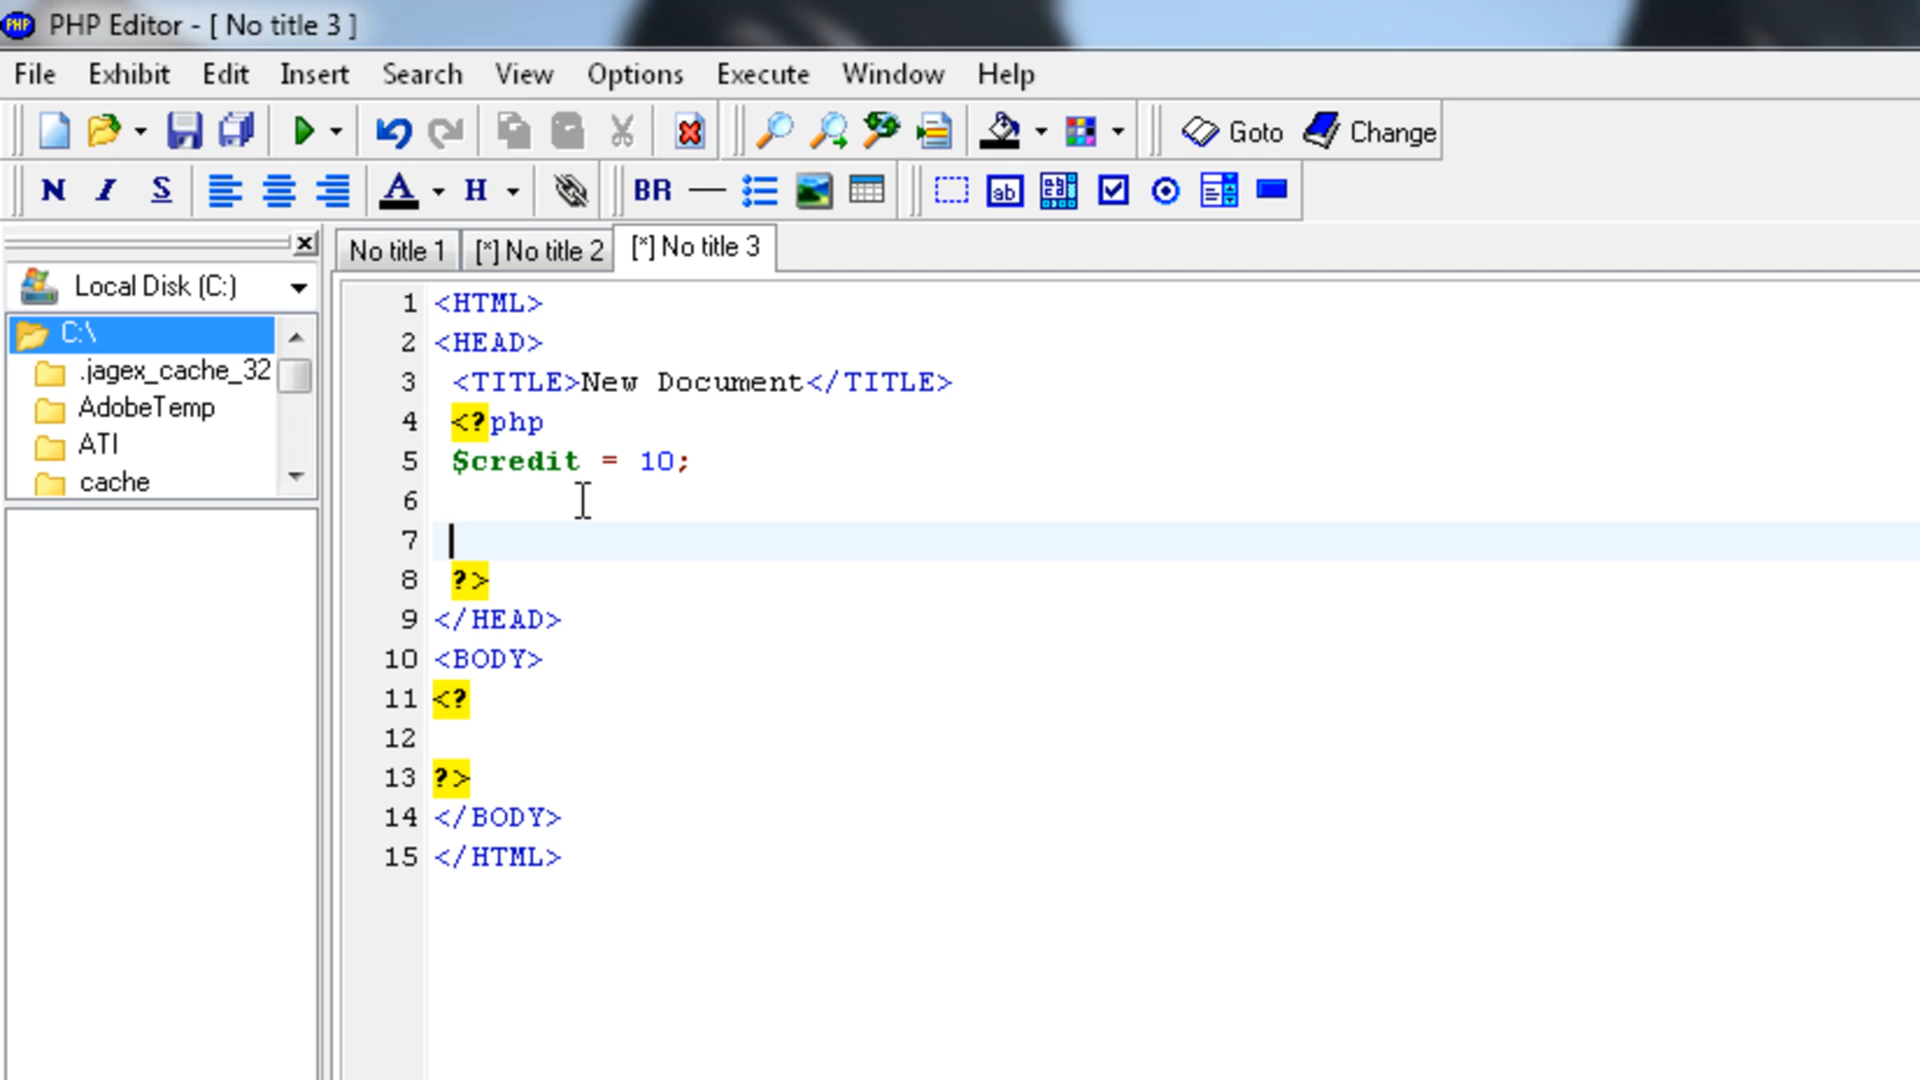 PHP PHP Editor - [ No title 3 ]
File Exhibit Edit Insert Search View Options Execute Window Help
Goto Change
N I S A H BR ab
Local Disk (C:)
C:\
.jagex_cache_32
AdobeTemp
ATI
cache
No title 1 [*] No title 2 [*] No title 3
1 <HTML>
2 <HEAD>
3 <TITLE>New Document</TITLE>
4 <?php
5 $credit = 10;
6
7
8 ?>
9 </HEAD>
10 <BODY>
11 <?
12
13 ?>
14 </BODY>
15 </HTML>